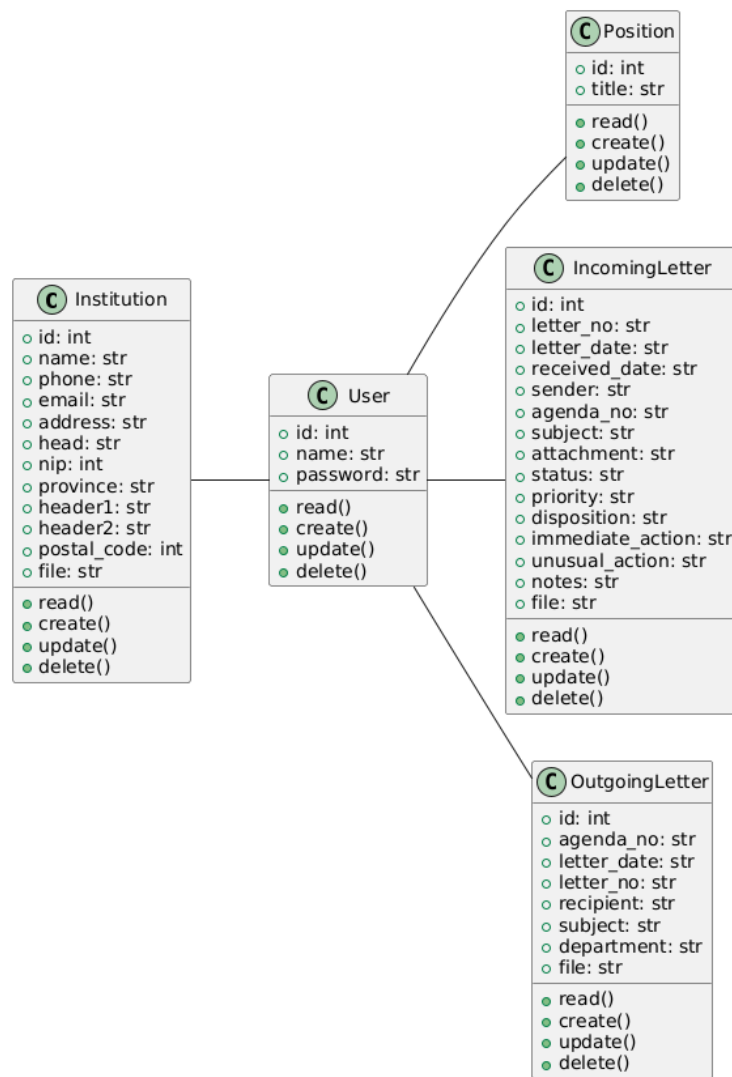 C Position
id: int
title: str
read()
create()
update()
delete()
C Institution
id: int
name: str
phone: str
email: str
address: str
head: str
nip: int
province: str
header1: str
header2: str
postal_code: int
file: str
read()
create()
update()
delete()
C User
id: int
name: str
password: str
read()
create()
update()
delete()
C IncomingLetter
id: int
letter_no: str
letter_date: str
received_date: str
sender: str
agenda_no: str
subject: str
attachment: str
status: str
priority: str
disposition: str
immediate_action: str
unusual_action: str
notes: str
file: str
read()
create()
update()
delete()
C OutgoingLetter
id: int
agenda_no: str
letter_date: str
letter_no: str
recipient: str
subject: str
department: str
file: str
read()
create()
update()
delete()